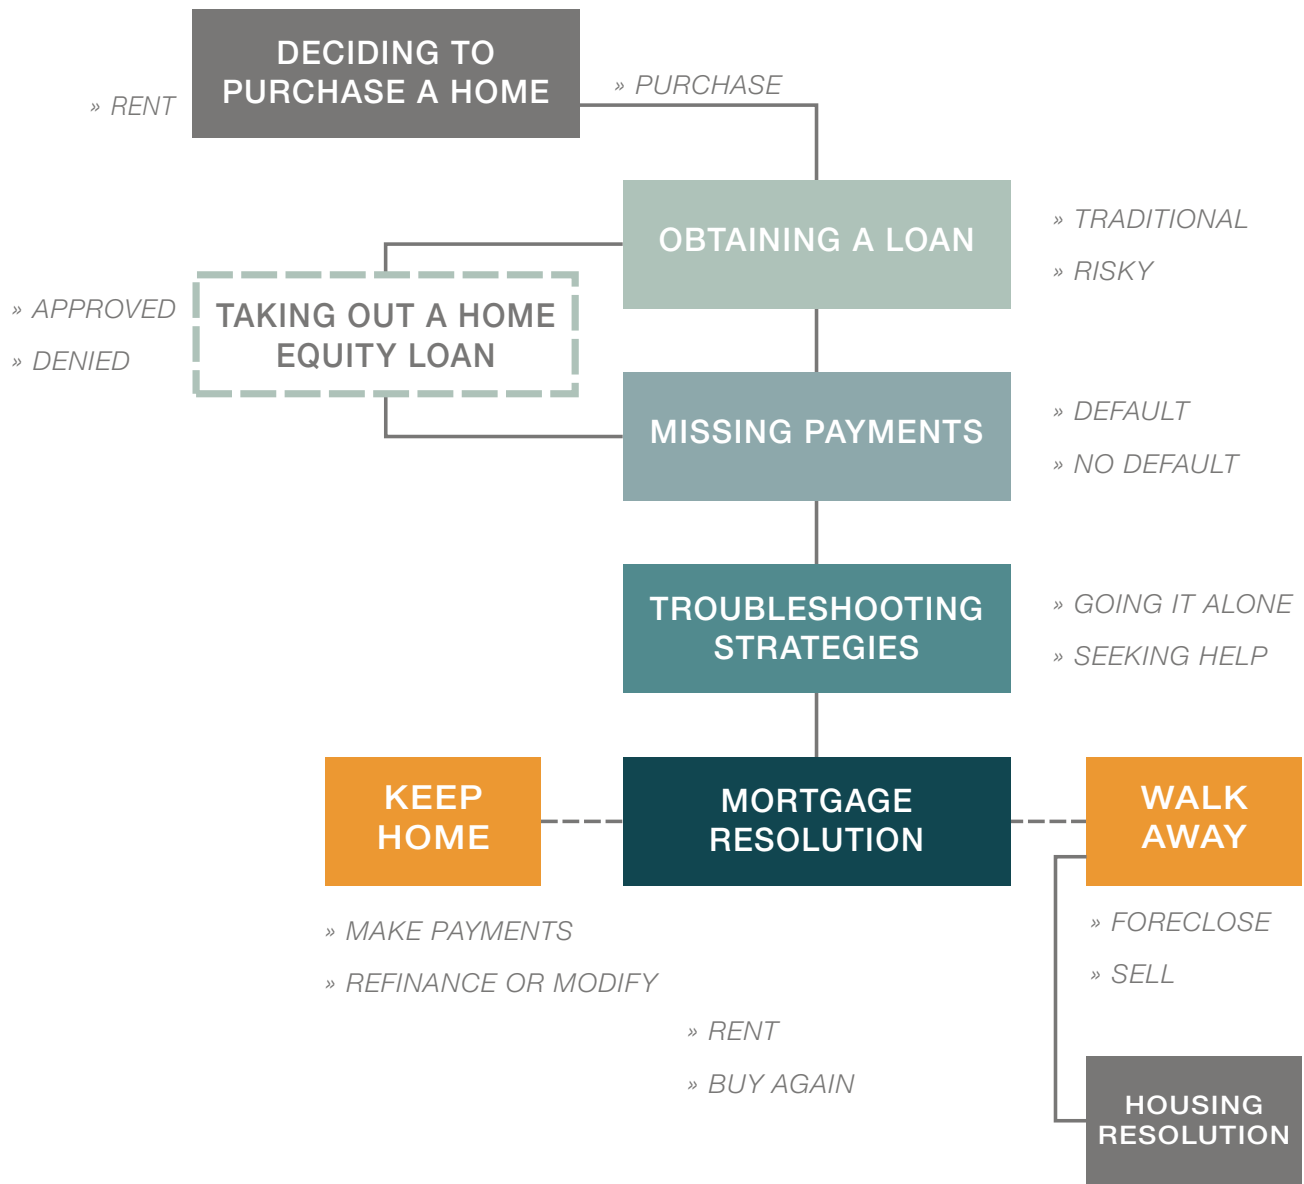 DECIDING TO
PURCHASE A HOME
» RENT
» PURCHASE
OBTAINING A LOAN
» TRADITIONAL
» RISKY
TAKING OUT A HOME
EQUITY LOAN
» APPROVED
» DENIED
MISSING PAYMENTS
» DEFAULT
» NO DEFAULT
TROUBLESHOOTING
STRATEGIES
» GOING IT ALONE
» SEEKING HELP
KEEP
HOME
MORTGAGE
RESOLUTION
WALK
AWAY
» MAKE PAYMENTS
» REFINANCE OR MODIFY
» FORECLOSE
» SELL
» RENT
» BUY AGAIN
HOUSING
RESOLUTION